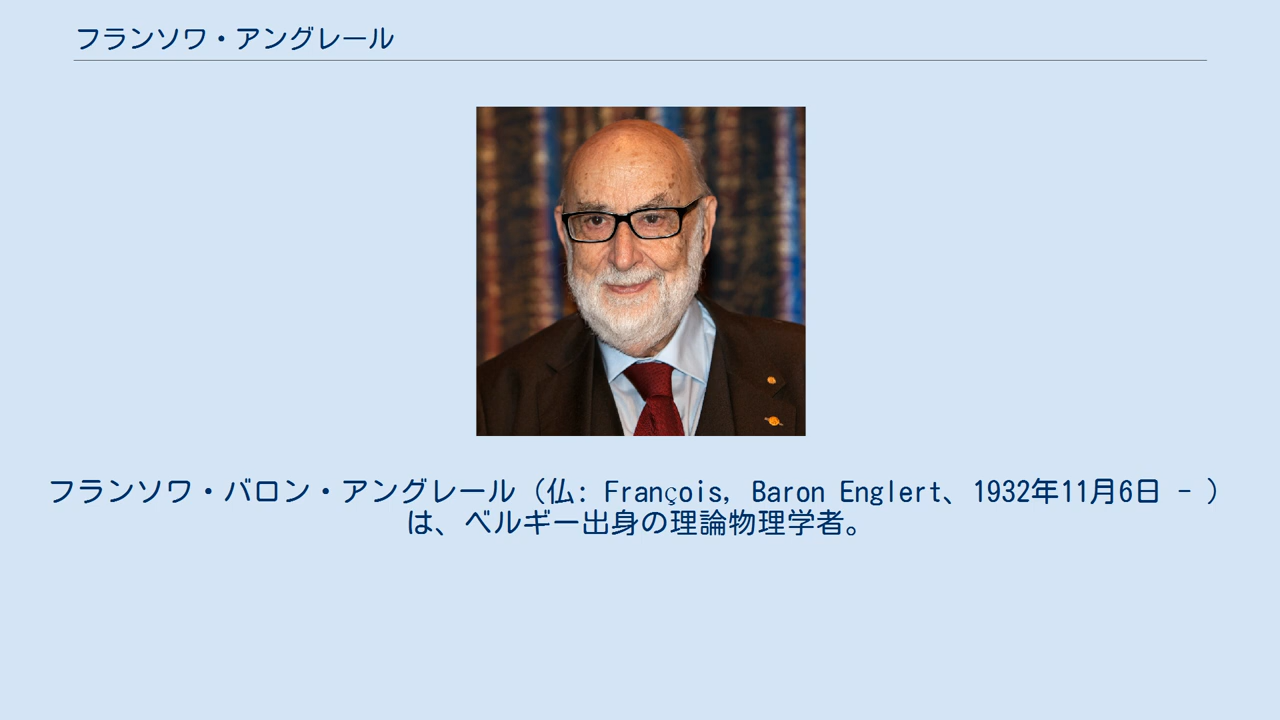 フランソワ・アングレール
フランソワ・バロン・アングレール（仏: François, Baron Englert、1932年11月6日 - ）
は、ベルギー出身の理論物理学者。